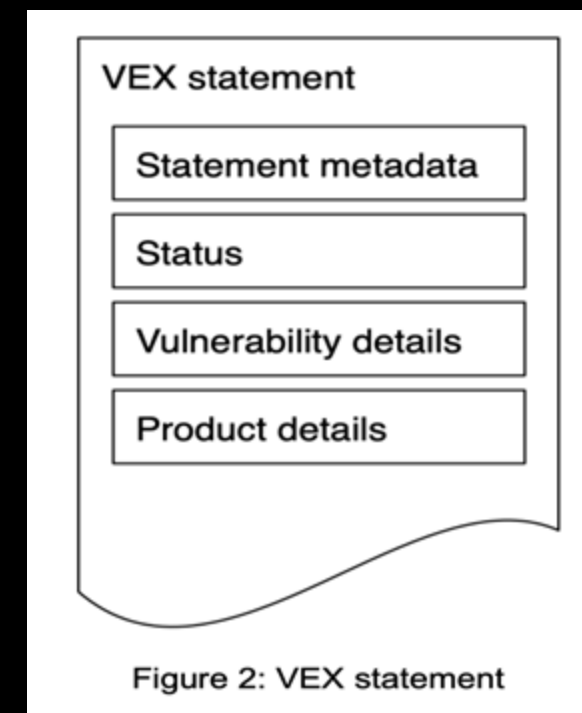 VEX statement
Statement metadata
Status
Vulnerability details
Product details
Figure 2: VEX statement